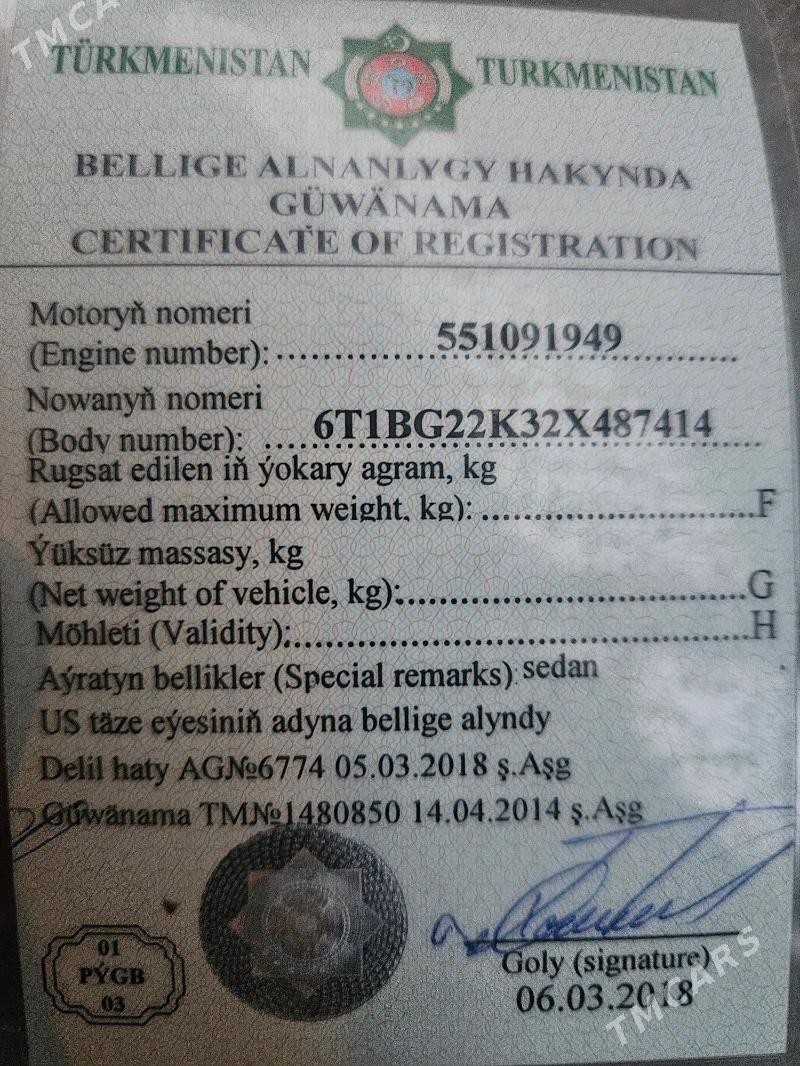 TMCARS
TÜRKMENISTAN TURKMENISTAN
BELLIGE ALNANLYGY HAKYNDA
GÜWÄNAMA
CERTIFICATE OF REGISTRATION
Motoryň nomeri
(Engine number): 551091949
Nowanyň nomeri
(Body number): 6T1BG22K32X487414
Rugsat edilen iň ýokary agram, kg
(Allowed maximum weight, kg): F
Ýüksüz massasy, kg
(Net weight of vehicle, kg): G
Möhleti (Validity): H
Aýratyn bellikler (Special remarks) sedan
US täze eýesiniň adyna bellige alyndy
Delil haty AG№6774 05.03.2018 ş.Aşg
Güwänama TM№1480850 14.04.2014 ş.Aşg
01
PÝGB
03
Goly (signature)
06.03.2018
TMCARS